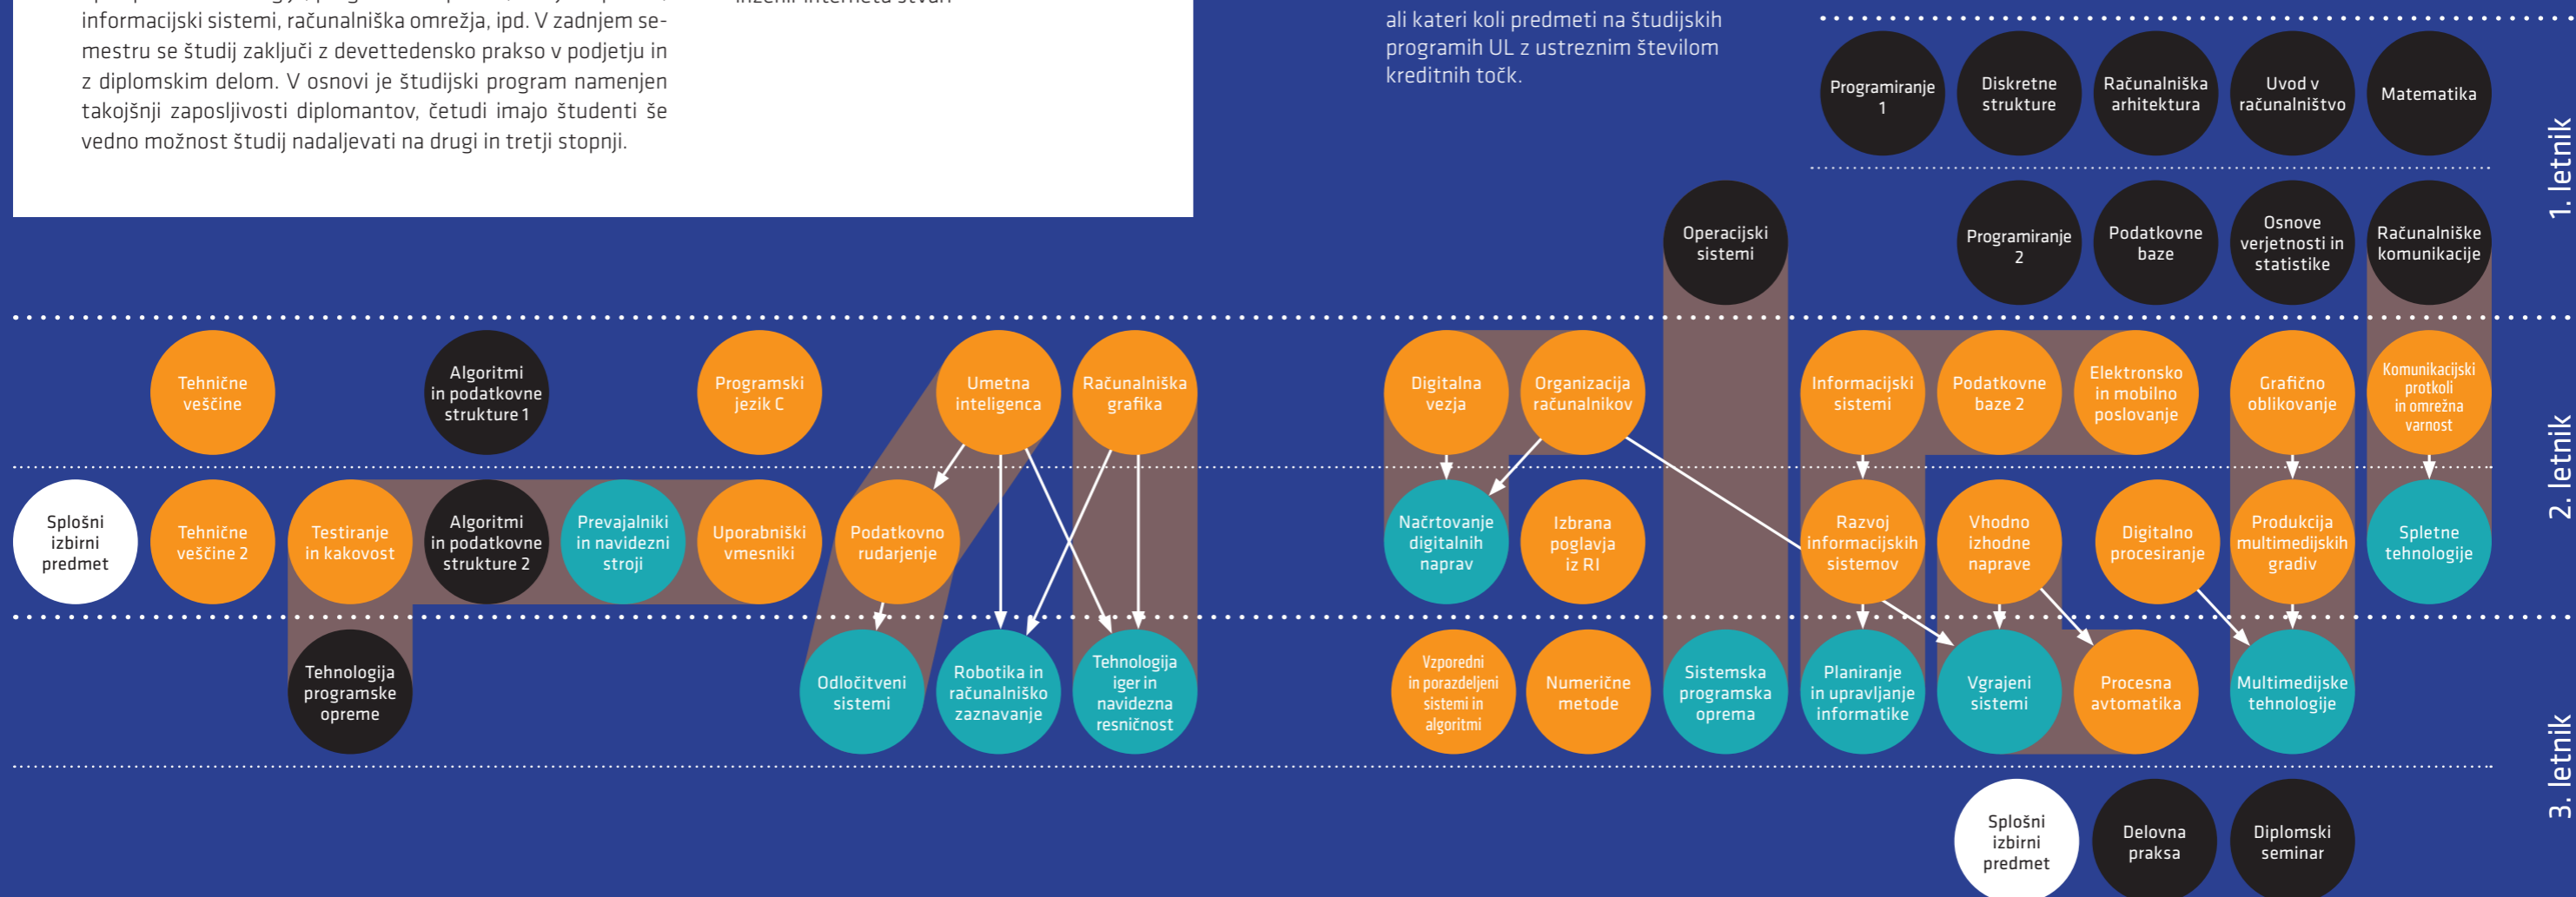 informacijski sistemi, računalniška omrežja, ipd. V zadnjem se-
mestru se študij zaključi z devettedensko prakso v podjetju in
z diplomskim delom. V osnovi je študijski program namenjen
takojšnji zaposljivosti diplomantov, četudi imajo študenti še
vedno možnost študij nadaljevati na drugi in tretji stopnji.
ali kateri koli predmeti na študijskih
programih UL z ustreznim številom
kreditnih točk.
Programiranje
1
Diskretne
strukture
Računalniška
arhitektura
Uvod v
računalništvo
Matematika
1. letnik
Operacijski
sistemi
Programiranje
2
Podatkovne
baze
Osnove
verjetnosti in
statistike
Računalniške
komunikacije
Tehnične
veščine
Algoritmi
in podatkovne
strukture 1
Programski
jezik C
Umetna
inteligenca
Računalniška
grafika
Digitalna
vezja
Organizacija
računalnikov
Informacijski
sistemi
Podatkovne
baze 2
Elektronsko
in mobilno
poslovanje
Grafično
oblikovanje
Komunikacijski
protkoli
in omrežna
varnost
2. letnik
Splošni
izbirni
predmet
Tehnične
veščine 2
Testiranje
in kakovost
Algoritmi
in podatkovne
strukture 2
Prevajalniki
in navidezni
stroji
Uporabniški
vmesniki
Podatkovno
rudarjenje
Načrtovanje
digitalnih
naprav
Izbrana
poglavja
iz RI
Razvoj
informacijskih
sistemov
Vhodno
izhodne
naprave
Digitalno
procesiranje
Produkcija
multimedijskih
gradiv
Spletne
tehnologije
Tehnologija
programske
opreme
Odločitveni
sistemi
Robotika in
računalniško
zaznavanje
Tehnologija
iger in
navidezna
resničnost
Vzporedni
in porazdeljeni
sistemi in
algoritmi
Numerične
metode
Sistemska
programska
oprema
Planiranje
in upravljanje
informatike
Vgrajeni
sistemi
Procesna
avtomatika
Multimedijske
tehnologije
3. letnik
Splošni
izbirni
predmet
Delovna
praksa
Diplomski
seminar